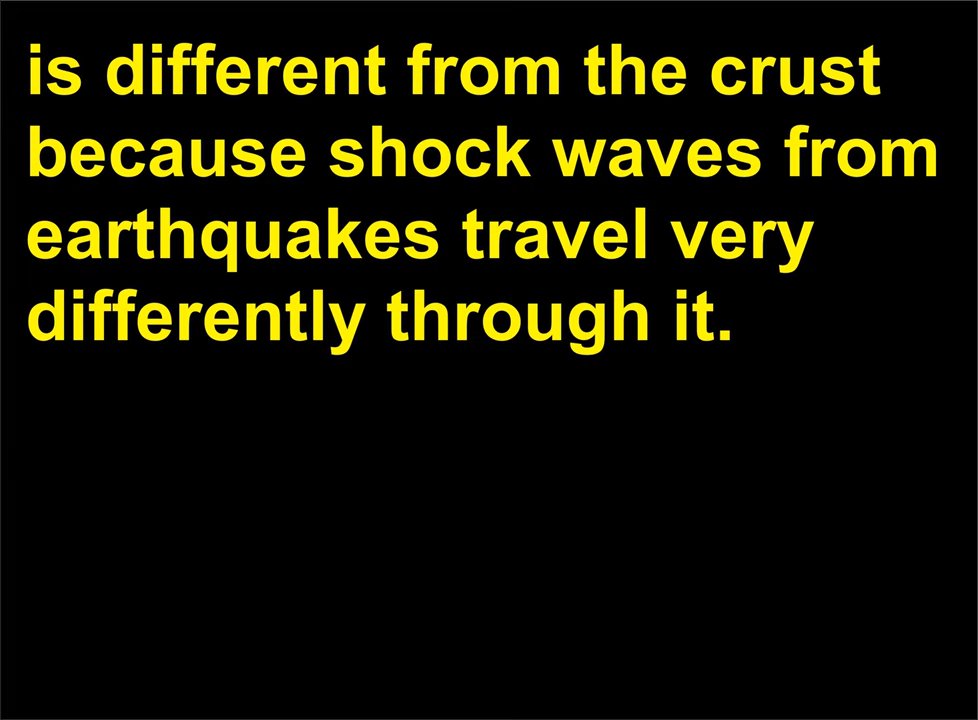 is different from the crust
because shock waves from
earthquakes travel very
differently through it.